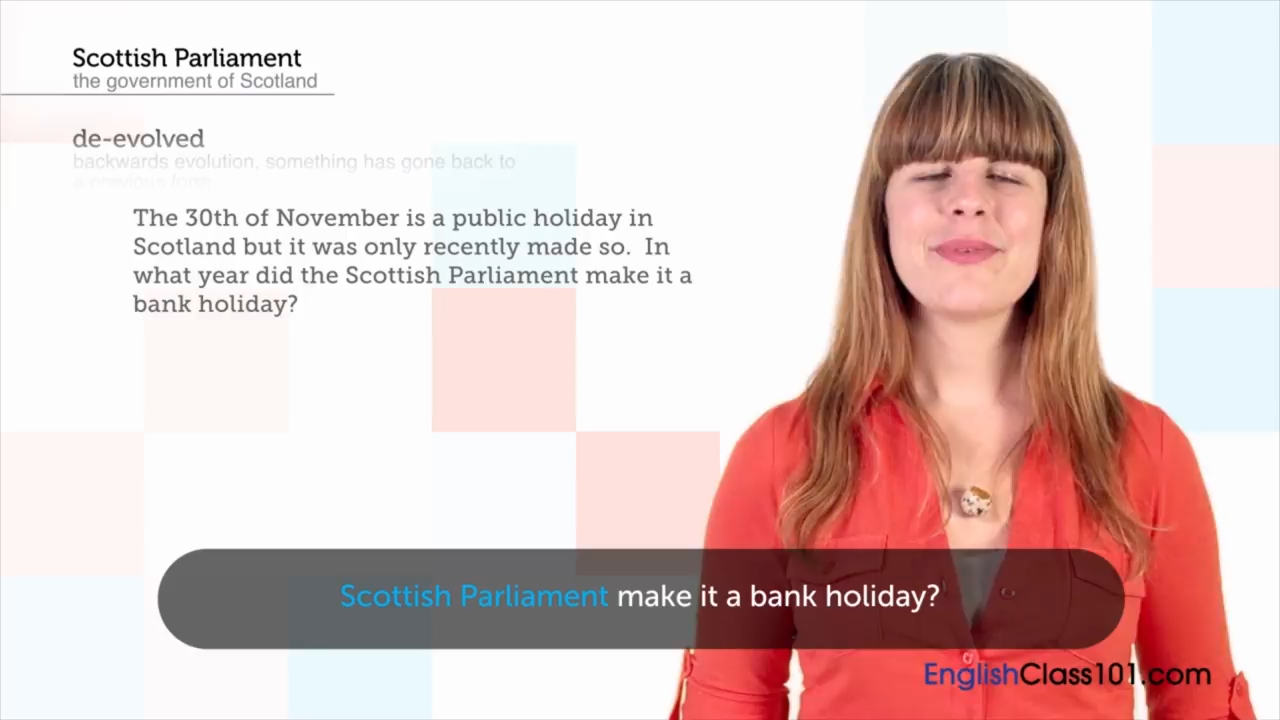 Scottish Parliament
the government of Scotland
de-evolved
backwards evolution, something has gone back to
a previous form
The 30th of November is a public holiday in
Scotland but it was only recently made so. In
what year did the Scottish Parliament make it a
bank holiday?
Scottish Parliament make it a bank holiday?
EnglishClass101.com